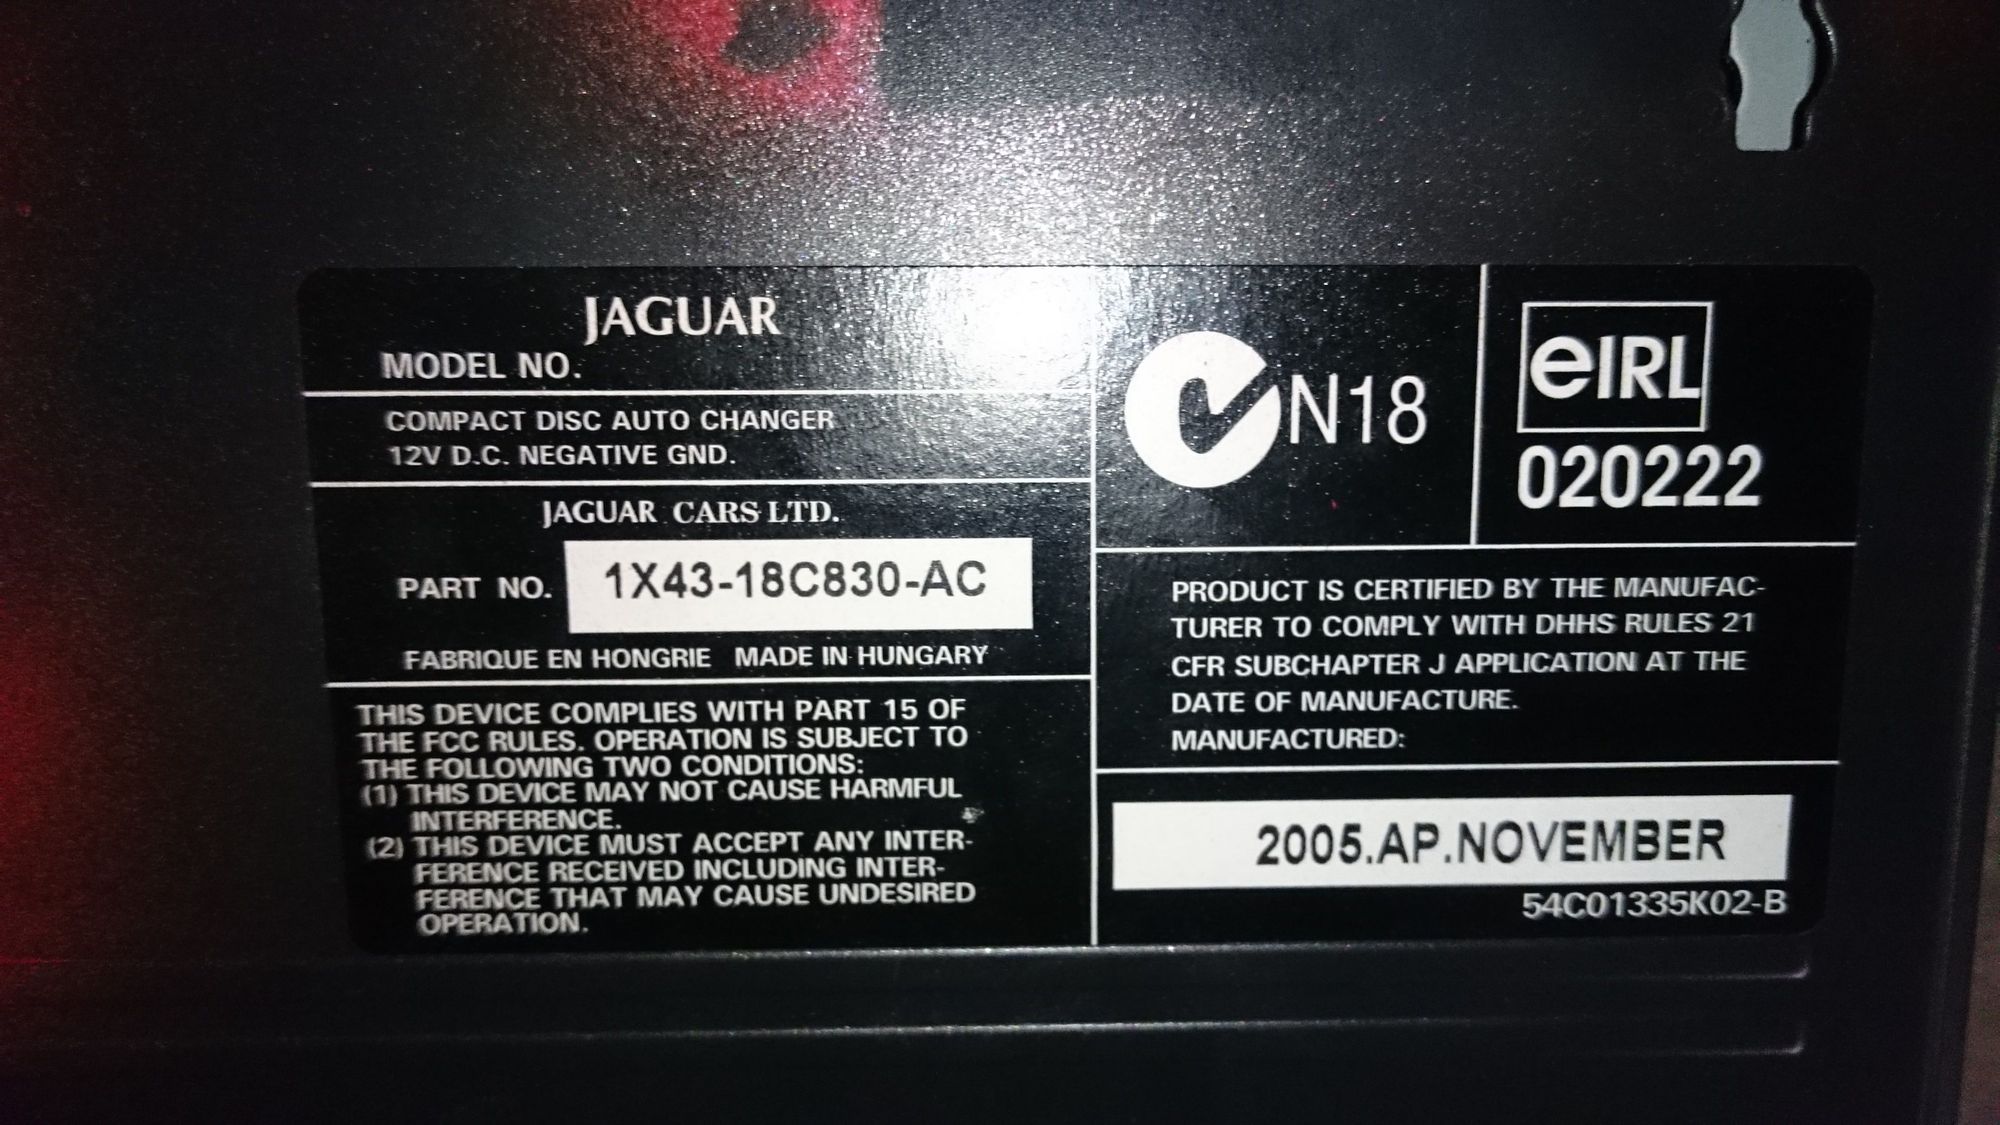 JAGUAR
MODEL NO.
COMPACT DISC AUTO CHANGER
12V D.C. NEGATIVE GND.
JAGUAR CARS LTD.
PART NO. 1X43-18C830-AC
FABRIQUE EN HONGRIE MADE IN HUNGARY
THIS DEVICE COMPLIES WITH PART 15 OF
THE FCC RULES. OPERATION IS SUBJECT TO
THE FOLLOWING TWO CONDITIONS:
(1) THIS DEVICE MAY NOT CAUSE HARMFUL
INTERFERENCE.
(2) THIS DEVICE MUST ACCEPT ANY INTER-
FERENCE RECEIVED INCLUDING INTER-
FERENCE THAT MAY CAUSE UNDESIRED
OPERATION.
N18
eIRL
020222
PRODUCT IS CERTIFIED BY THE MANUFAC-
TURER TO COMPLY WITH DHHS RULES 21
CFR SUBCHAPTER J APPLICATION AT THE
DATE OF MANUFACTURE.
MANUFACTURED:
2005.AP.NOVEMBER
54C01335K02-B